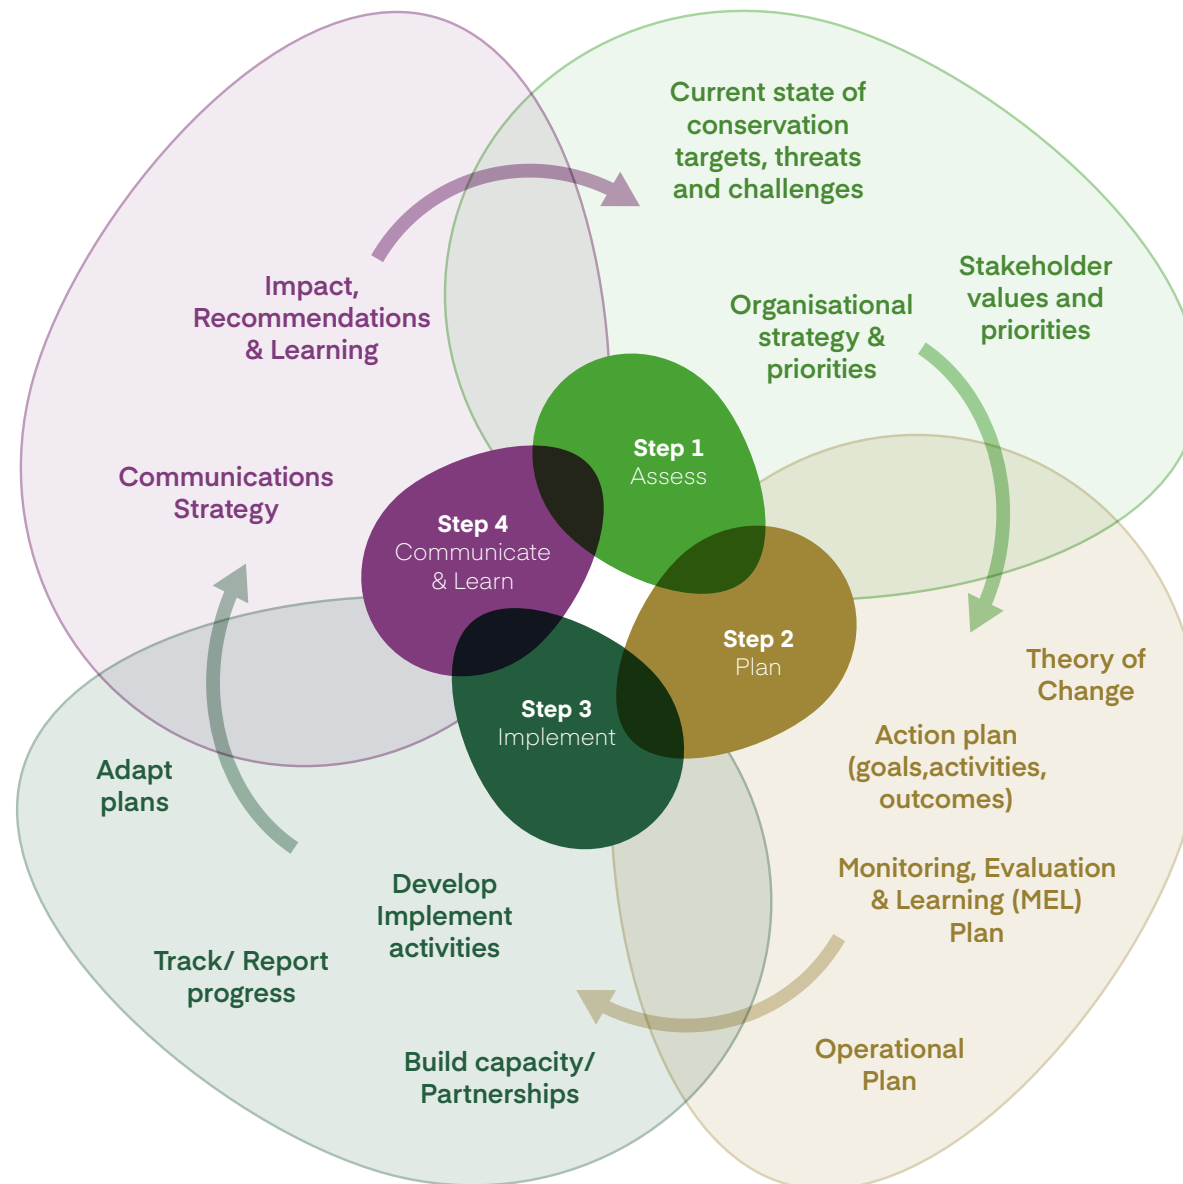 Current state of
conservation
targets, threats
and challenges
Stakeholder
values and
priorities
Organisational
strategy &
priorities
Impact,
Recommendations
& Learning
Communications
Strategy
Step 1
Assess
Step 4
Communicate
& Learn
Step 2
Plan
Step 3
Implement
Theory of
Change
Action plan
(goals,activities,
outcomes)
Monitoring, Evaluation
& Learning (MEL)
Plan
Operational
Plan
Adapt
plans
Develop
Implement
activities
Track/ Report
progress
Build capacity/
Partnerships